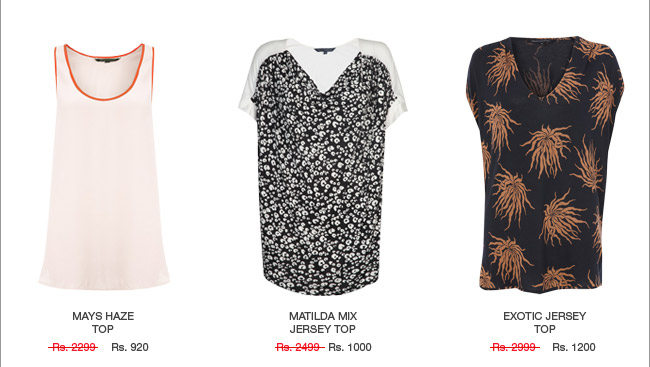 MAYS HAZE
TOP
Rs. 2299 Rs. 920
MATILDA MIX
JERSEY TOP
Rs. 2499 Rs. 1000
EXOTIC JERSEY
TOP
Rs. 2999 Rs. 1200